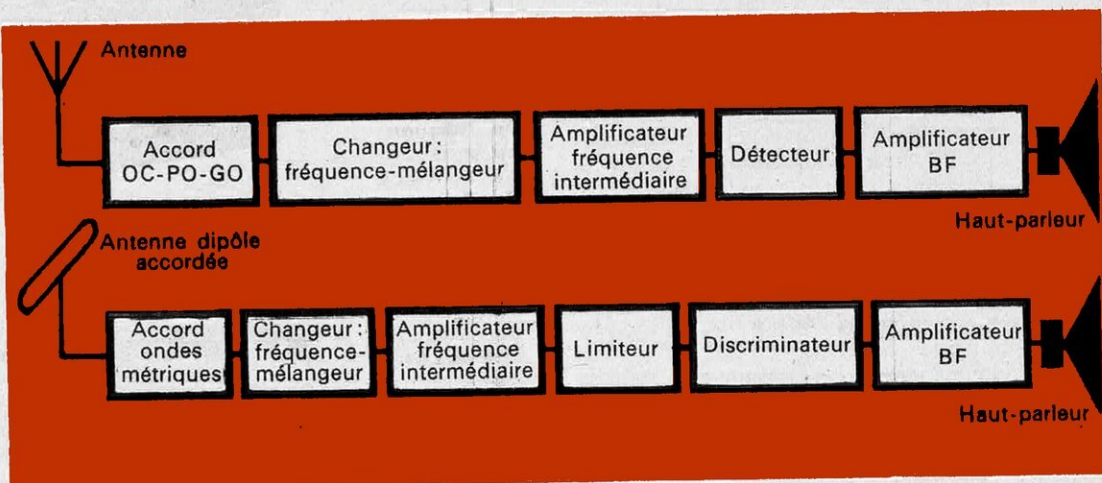 Antenne
Accord
OC-PO-GO
Changeur :
fréquence-mélangeur
Amplificateur
fréquence
intermédiaire
Détecteur
Amplificateur
BF
Haut-parleur
Antenne dipôle
accordée
Accord
ondes
métriques
Changeur :
fréquence-
mélangeur
Amplificateur
fréquence
intermédiaire
Limiteur
Discriminateur
Amplificateur
BF
Haut-parleur